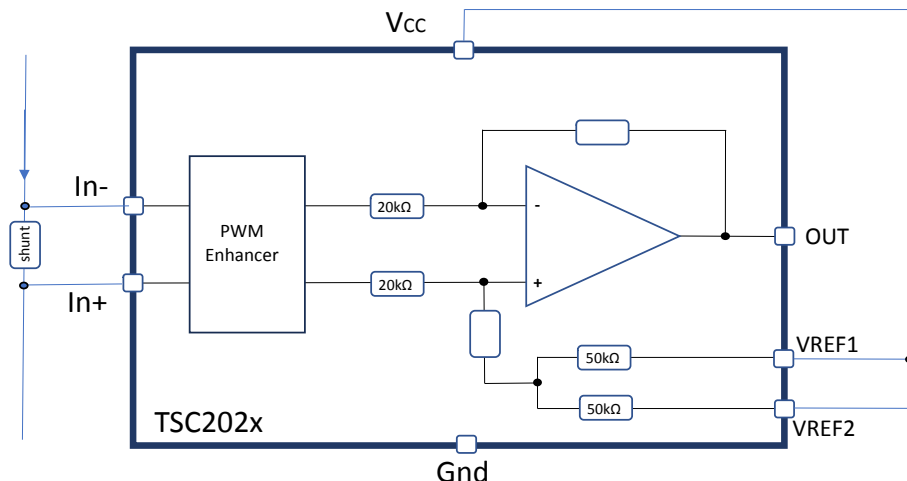 Vcc
In-
shunt
In+
PWM
Enhancer
20kΩ
20kΩ
-
+
OUT
50kΩ
50kΩ
VREF1
VREF2
TSC202x
Gnd